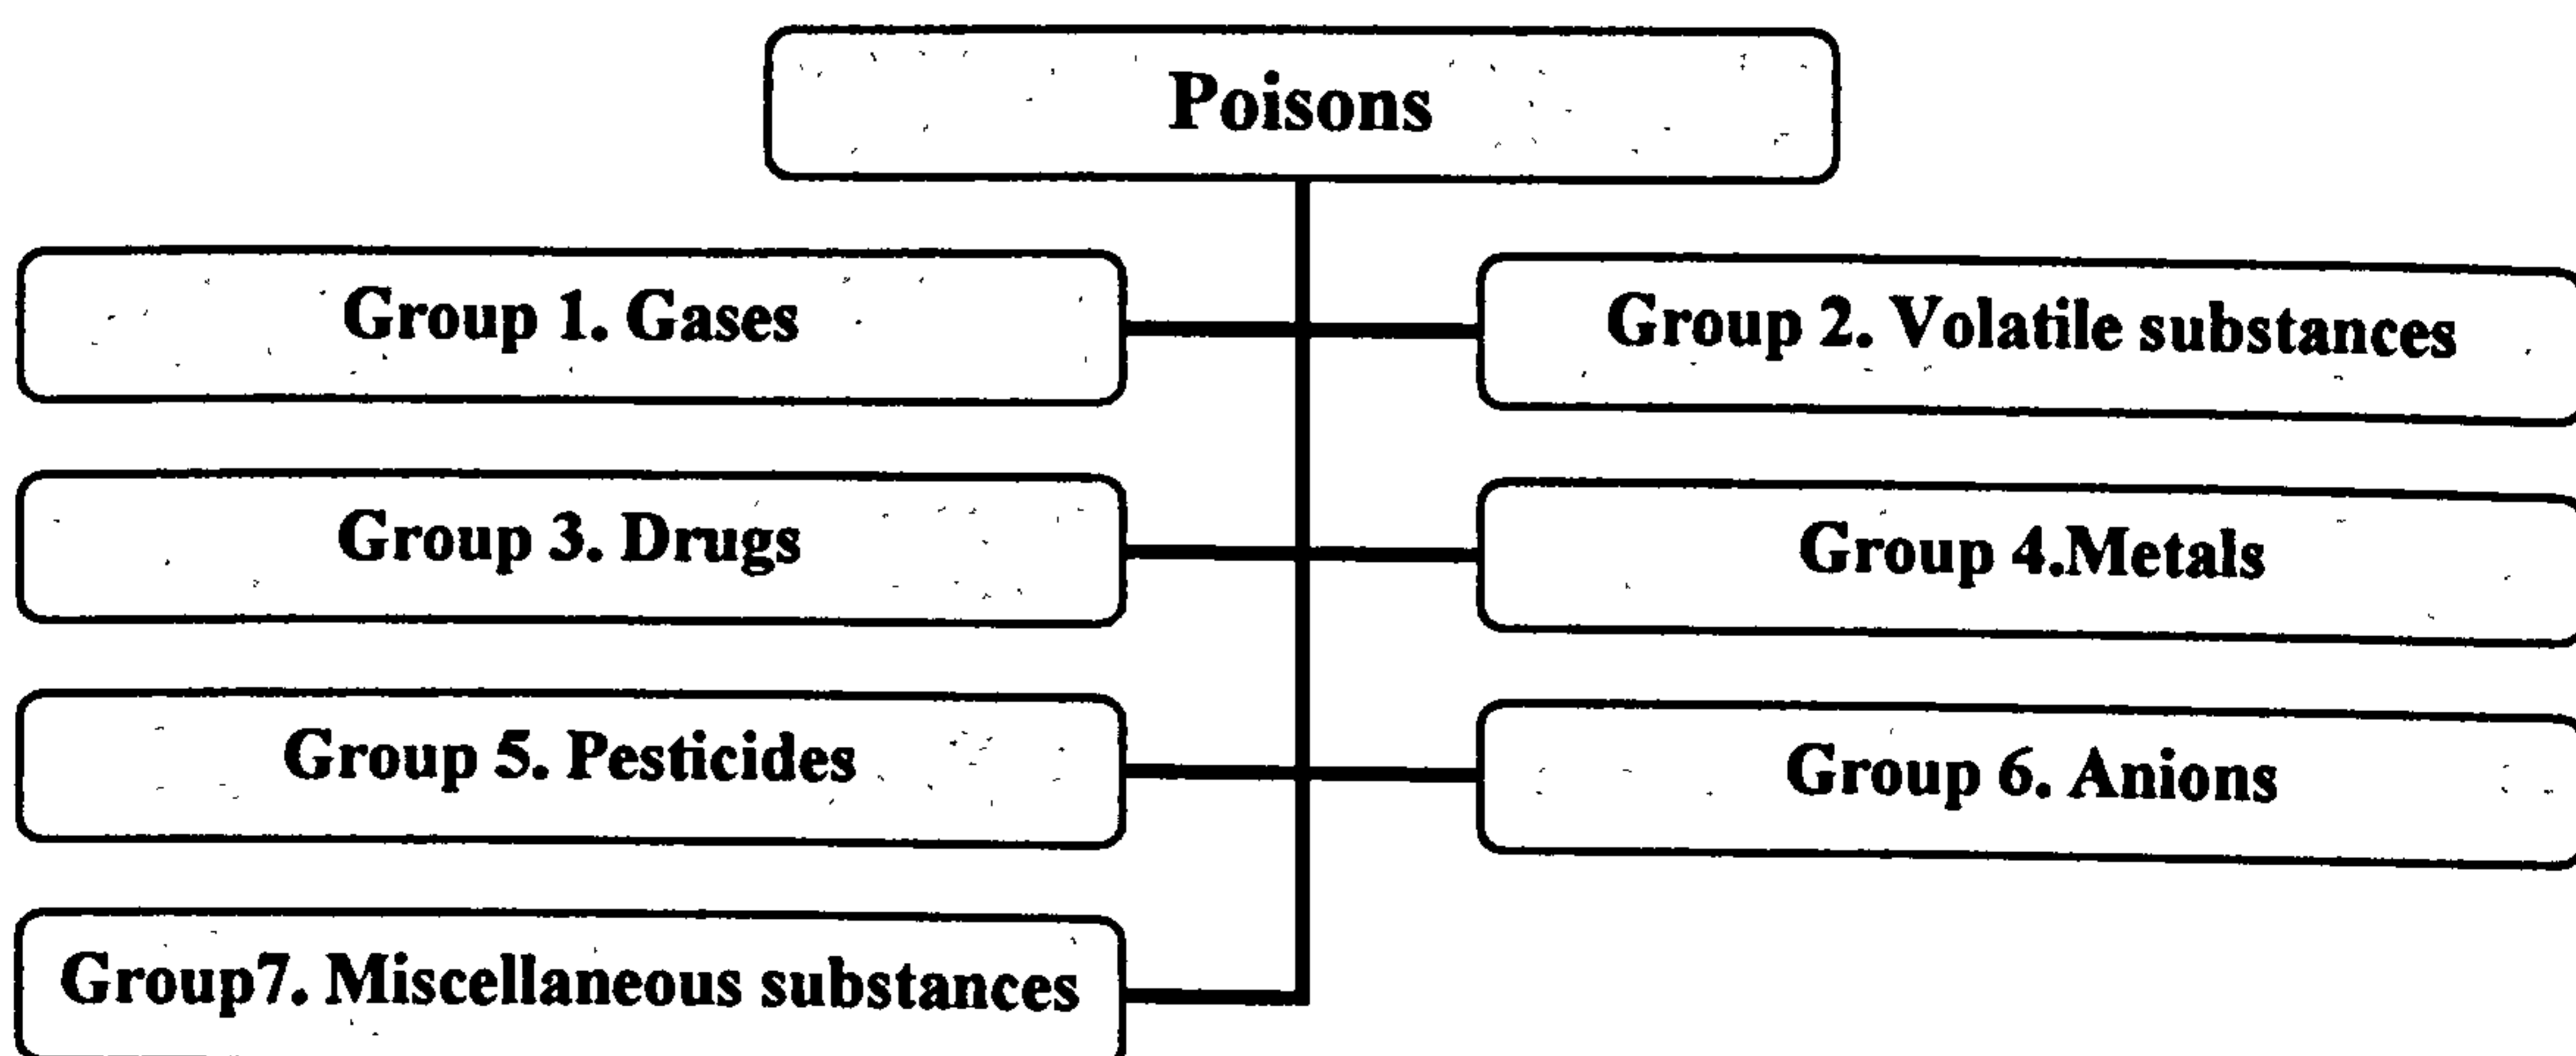 Poisons
Group 1. Gases
Group 2. Volatile substances
Group 3. Drugs
Group 4.Metals
Group 5. Pesticides
Group 6. Anions
Group7. Miscellaneous substances